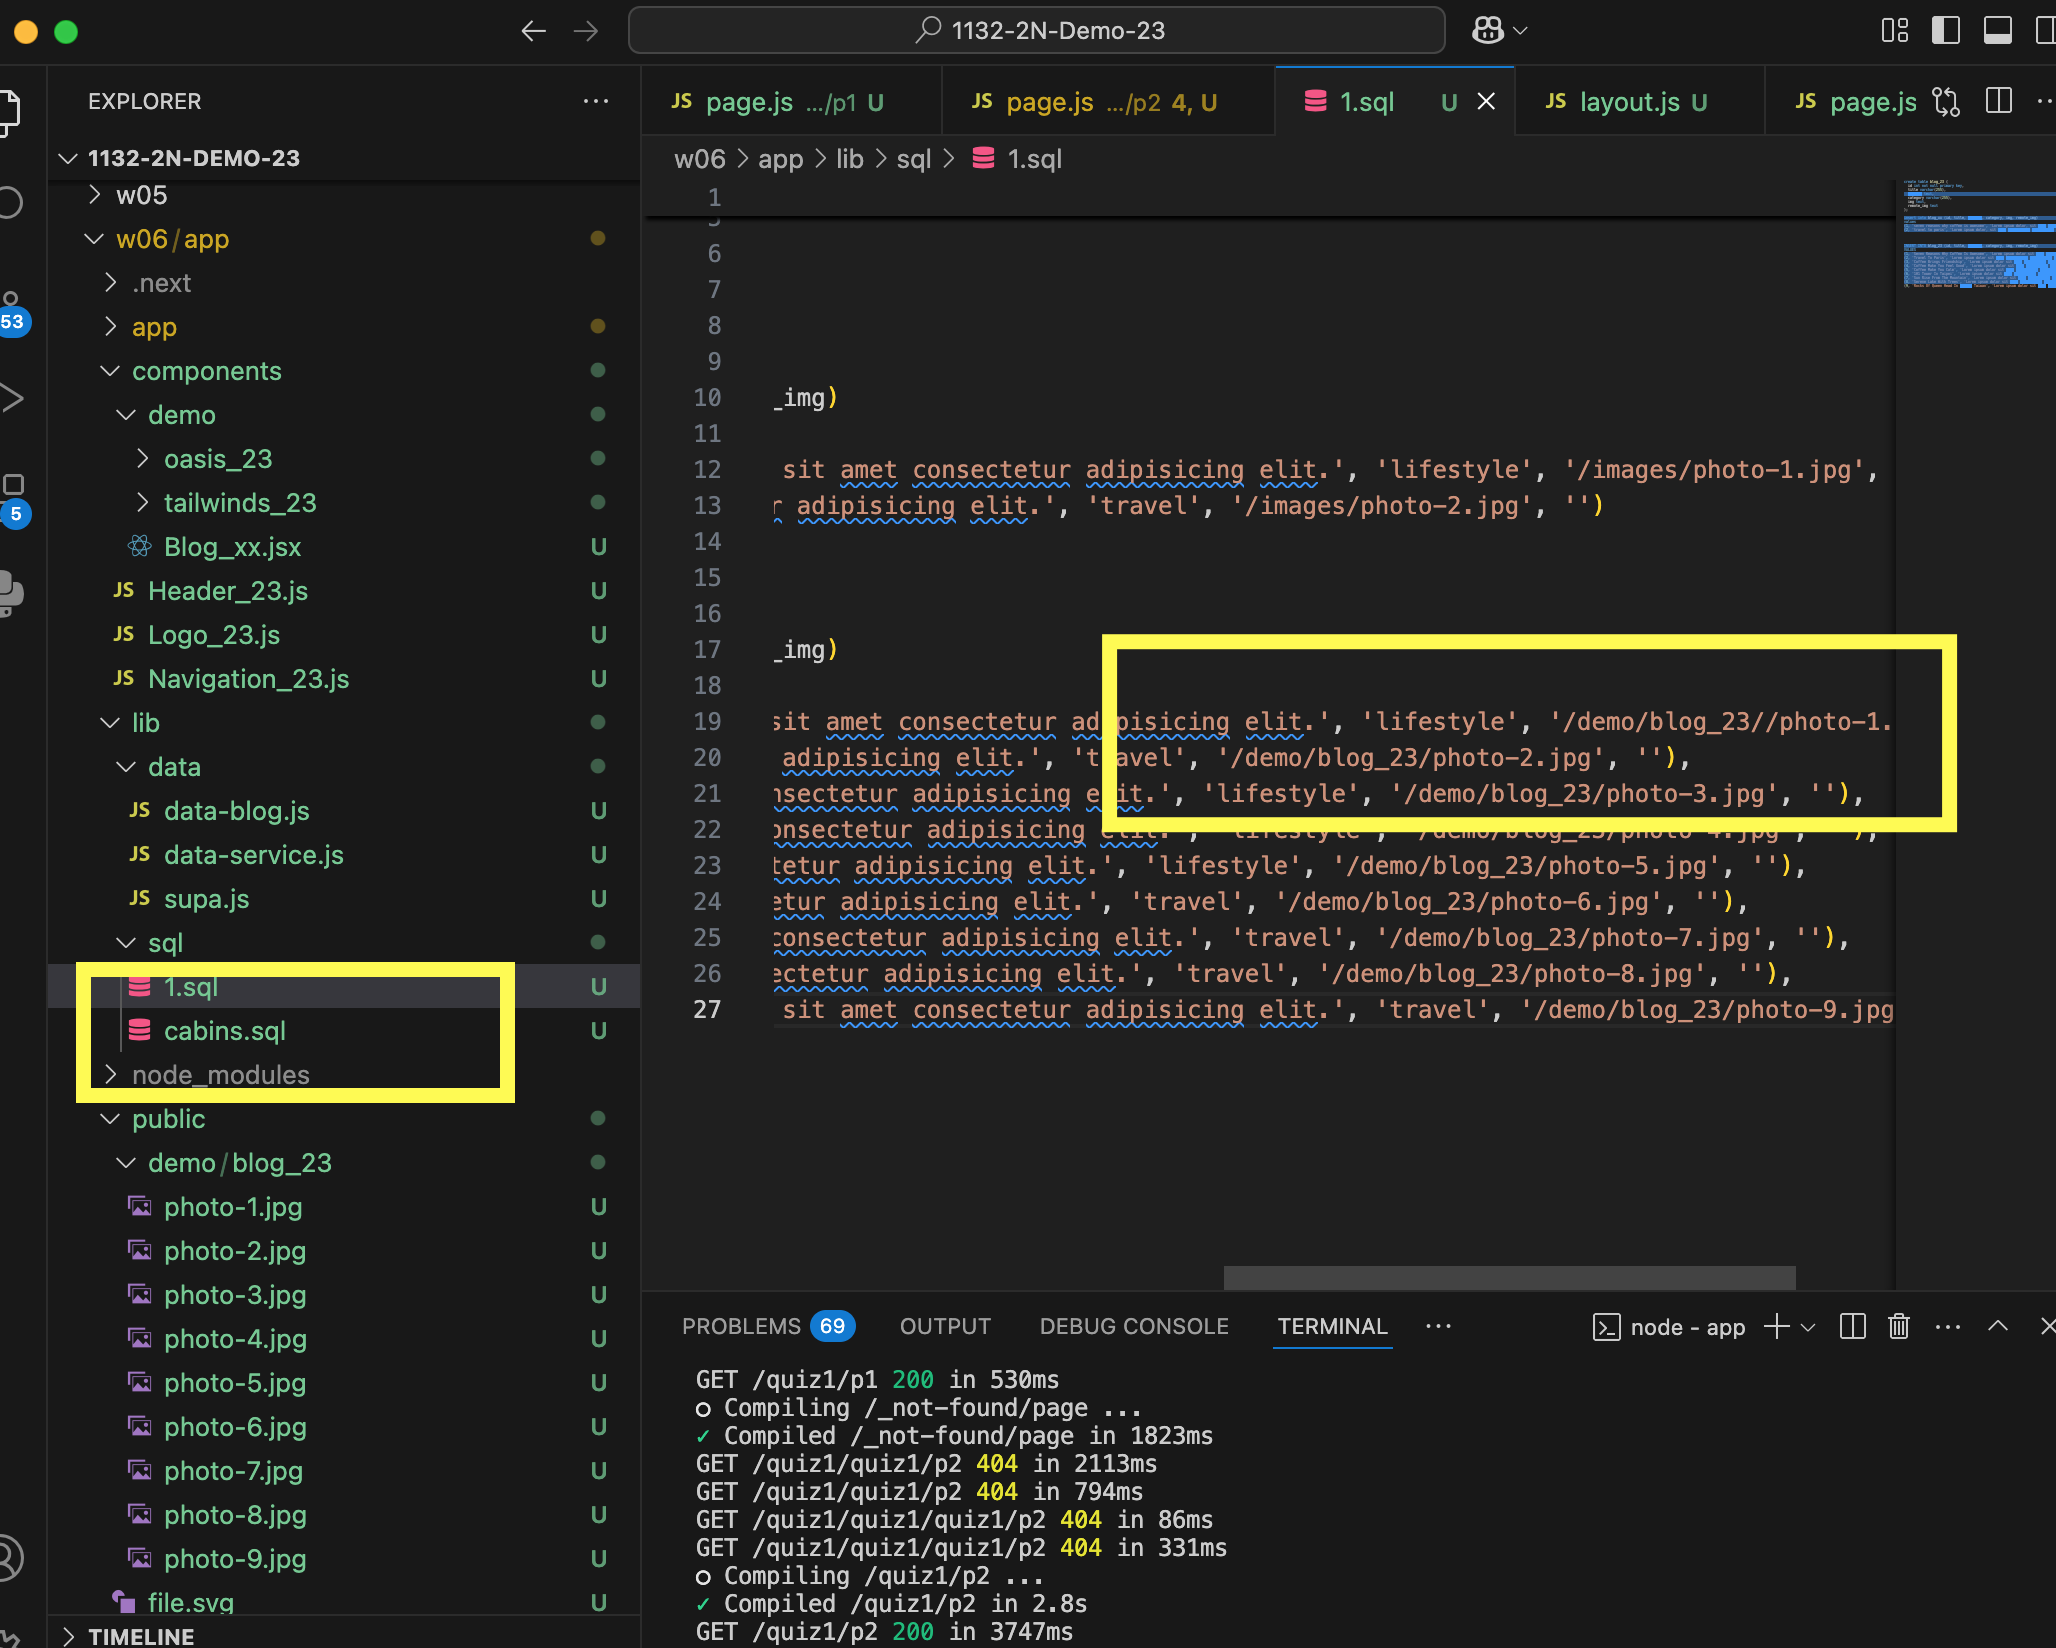 1132-2N-Demo-23
EXPLORER
1132-2N-DEMO-23
w05
w06/app
.next
app
components
demo
oasis_23
tailwinds_23
Blog_xx.jsx U
JS Header_23.js U
JS Logo_23.js U
JS Navigation_23.js U
lib
data
JS data-blog.js U
JS data-service.js U
JS supa.js U
sql
1.sql U
cabins.sql U
node_modules
public
demo/blog_23
photo-1.jpg U
photo-2.jpg U
photo-3.jpg U
photo-4.jpg U
photo-5.jpg U
photo-6.jpg U
photo-7.jpg U
photo-8.jpg U
photo-9.jpg U
file.svg U
TIMELINE
53
5
JS page.js .../p1 U
JS page.js .../p2 4, U
1.sql U
JS layout.js U
JS page.js
w06 > app > lib > sql > 1.sql
1
5
6
7
8
9
10 _img)
11
12 sit amet consectetur adipisicing elit.', 'lifestyle', '/images/photo-1.jpg',
13 r adipisicing elit.', 'travel', '/images/photo-2.jpg', '')
14
15
16
17 _img)
18
19 sit amet consectetur adipisicing elit.', 'lifestyle', '/demo/blog_23//photo-1.
20 adipisicing elit.', 'travel', '/demo/blog_23/photo-2.jpg', ''),
21 nsectetur adipisicing elit.', 'lifestyle', '/demo/blog_23/photo-3.jpg', ''),
22 onsectetur adipisicing elit.', 'lifestyle', '/demo/blog_23/photo-4.jpg', ''),
23 tetur adipisicing elit.', 'lifestyle', '/demo/blog_23/photo-5.jpg', ''),
24 etur adipisicing elit.', 'travel', '/demo/blog_23/photo-6.jpg', ''),
25 consectetur adipisicing elit.', 'travel', '/demo/blog_23/photo-7.jpg', ''),
26 ectetur adipisicing elit.', 'travel', '/demo/blog_23/photo-8.jpg', ''),
27 sit amet consectetur adipisicing elit.', 'travel', '/demo/blog_23/photo-9.jpg
PROBLEMS 69 OUTPUT DEBUG CONSOLE TERMINAL
node - app
GET /quiz1/p1 200 in 530ms
○ Compiling /_not-found/page ...
✓ Compiled /_not-found/page in 1823ms
GET /quiz1/quiz1/p2 404 in 2113ms
GET /quiz1/quiz1/p2 404 in 794ms
GET /quiz1/quiz1/quiz1/p2 404 in 86ms
GET /quiz1/quiz1/quiz1/p2 404 in 331ms
○ Compiling /quiz1/p2 ...
✓ Compiled /quiz1/p2 in 2.8s
GET /quiz1/p2 200 in 3747ms